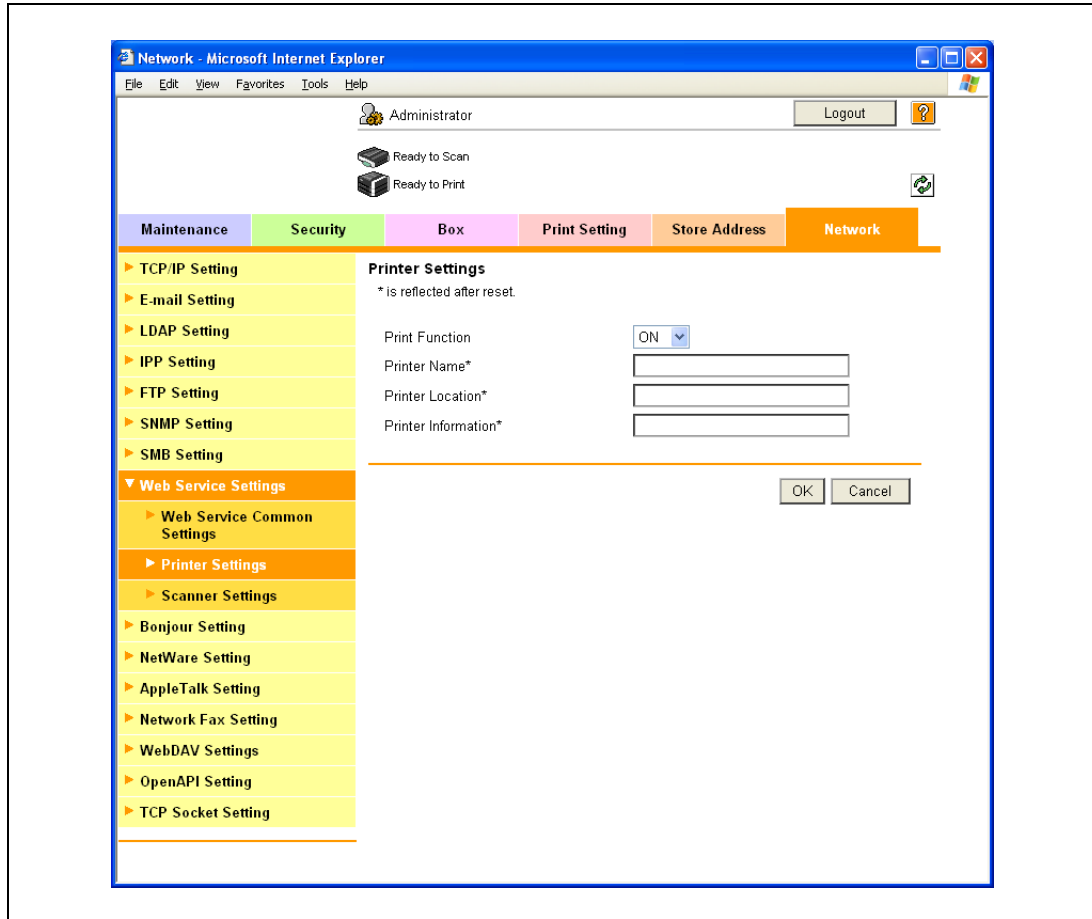 Network - Microsoft Internet Explorer
File Edit View Favorites Tools Help
Administrator
Logout
?
Ready to Scan
Ready to Print
Maintenance Security Box Print Setting Store Address Network
TCP/IP Setting
E-mail Setting
LDAP Setting
IPP Setting
FTP Setting
SNMP Setting
SMB Setting
Web Service Settings
Web Service Common
Settings
Printer Settings
Scanner Settings
Bonjour Setting
NetWare Setting
AppleTalk Setting
Network Fax Setting
WebDAV Settings
OpenAPI Setting
TCP Socket Setting
Printer Settings
* is reflected after reset.
Print Function ON
Printer Name*
Printer Location*
Printer Information*
OK Cancel